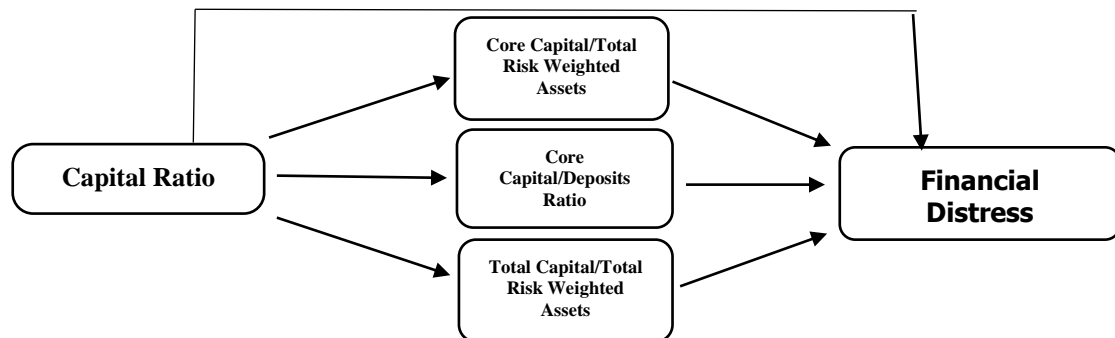 Core Capital/Total
Risk Weighted
Assets
Capital Ratio
Core
Capital/Deposits
Ratio
Financial
Distress
Total Capital/Total
Risk Weighted
Assets